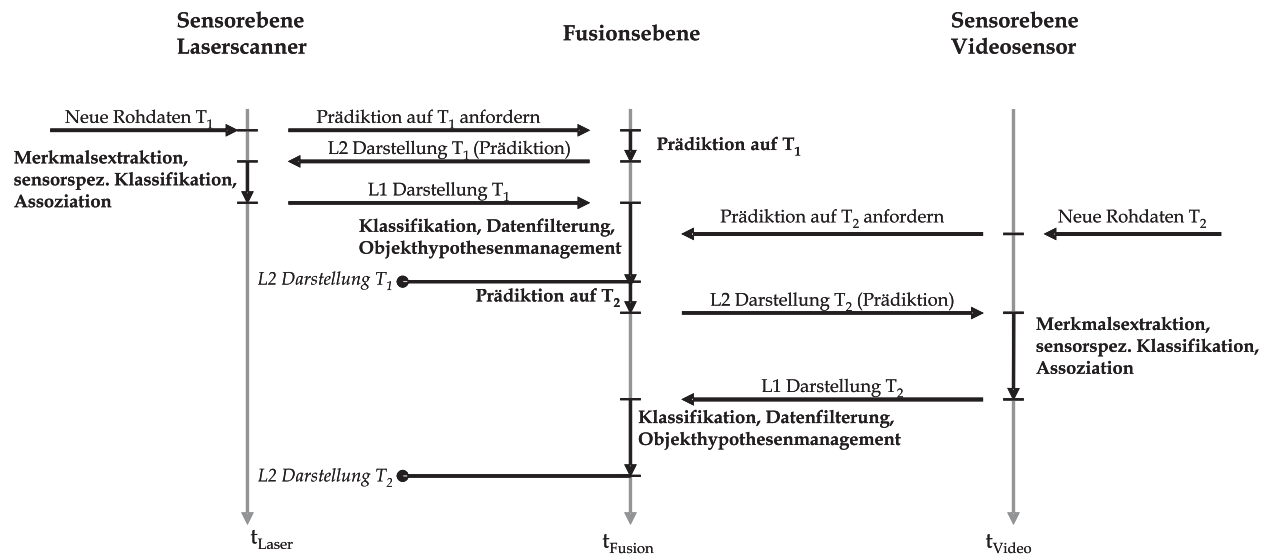 Sensorebene
Laserscanner
Fusionsebene
Sensorebene
Videosensor
Neue Rohdaten T1
Prädiktion auf T1 anfordern
Prädiktion auf T1
L2 Darstellung T1 (Prädiktion)
Merkmalsextraktion,
sensorspez. Klassifikation,
Assoziation
L1 Darstellung T1
Klassifikation, Datenfilterung,
Objekthypothesenmanagement
Prädiktion auf T2 anfordern
Neue Rohdaten T2
L2 Darstellung T1
Prädiktion auf T2
L2 Darstellung T2 (Prädiktion)
Merkmalsextraktion,
sensorspez. Klassifikation,
Assoziation
L1 Darstellung T2
Klassifikation, Datenfilterung,
Objekthypothesenmanagement
L2 Darstellung T2
tLaser
tFusion
tVideo